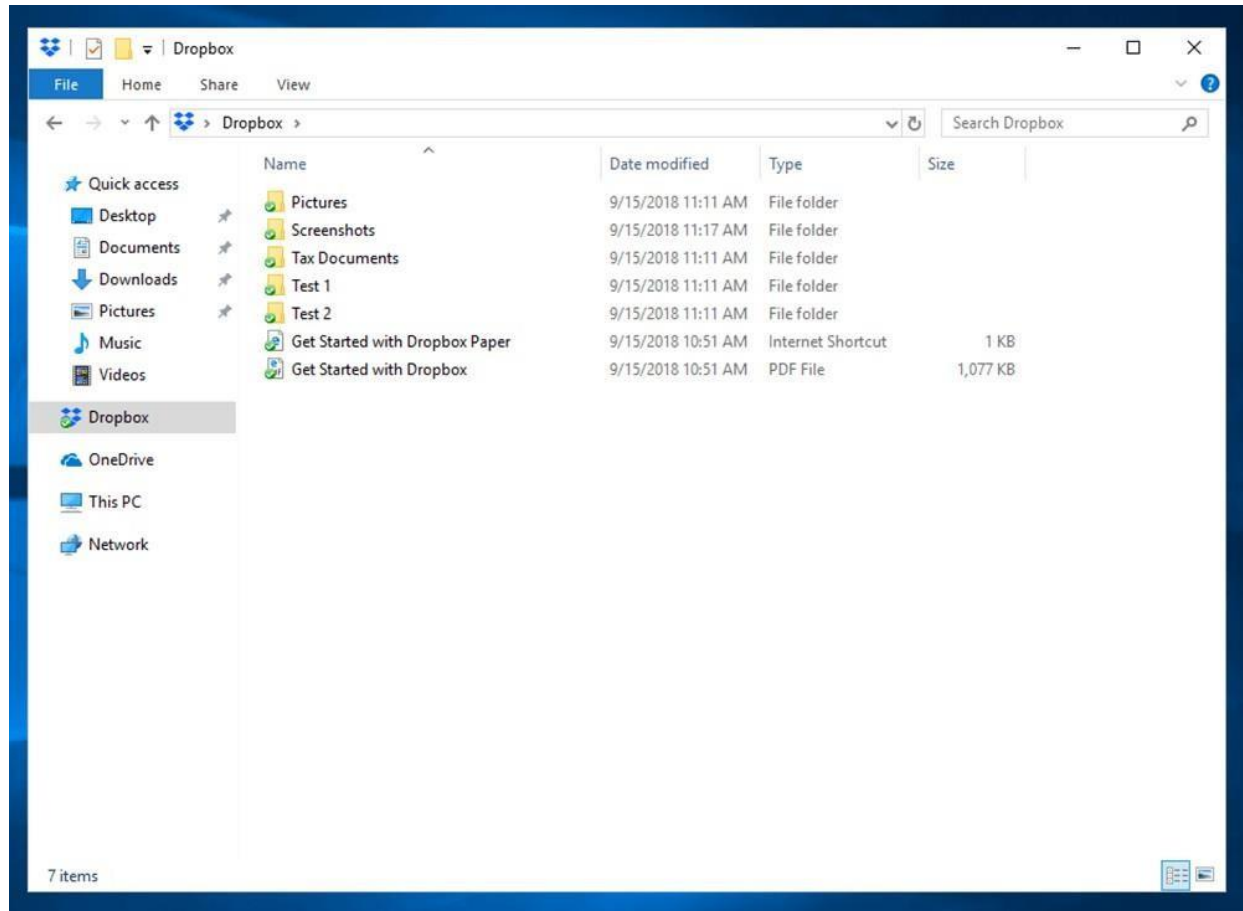 Dropbox
File Home Share View
Dropbox
Search Dropbox
Quick access
Desktop
Documents
Downloads
Pictures
Music
Videos
Dropbox
OneDrive
This PC
Network
Name Date modified Type Size
Pictures 9/15/2018 11:11 AM File folder
Screenshots 9/15/2018 11:17 AM File folder
Tax Documents 9/15/2018 11:11 AM File folder
Test 1 9/15/2018 11:11 AM File folder
Test 2 9/15/2018 11:11 AM File folder
Get Started with Dropbox Paper 9/15/2018 10:51 AM Internet Shortcut 1 KB
Get Started with Dropbox 9/15/2018 10:51 AM PDF File 1,077 KB
7 items